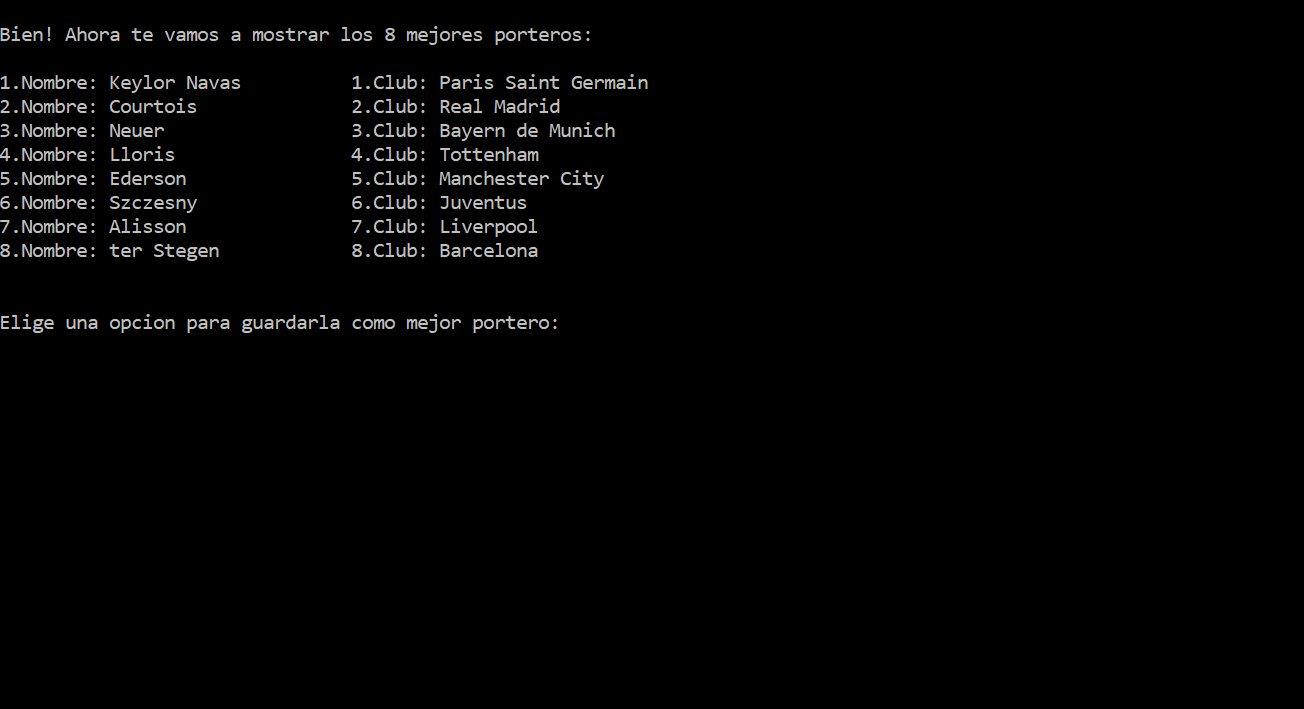 Bien! Ahora te vamos a mostrar los 8 mejores porteros:
1.Nombre: Keylor Navas 1.Club: Paris Saint Germain
2.Nombre: Courtois 2.Club: Real Madrid
3.Nombre: Neuer 3.Club: Bayern de Munich
4.Nombre: Lloris 4.Club: Tottenham
5.Nombre: Ederson 5.Club: Manchester City
6.Nombre: Szczesny 6.Club: Juventus
7.Nombre: Alisson 7.Club: Liverpool
8.Nombre: ter Stegen 8.Club: Barcelona
Elige una opcion para guardarla como mejor portero: